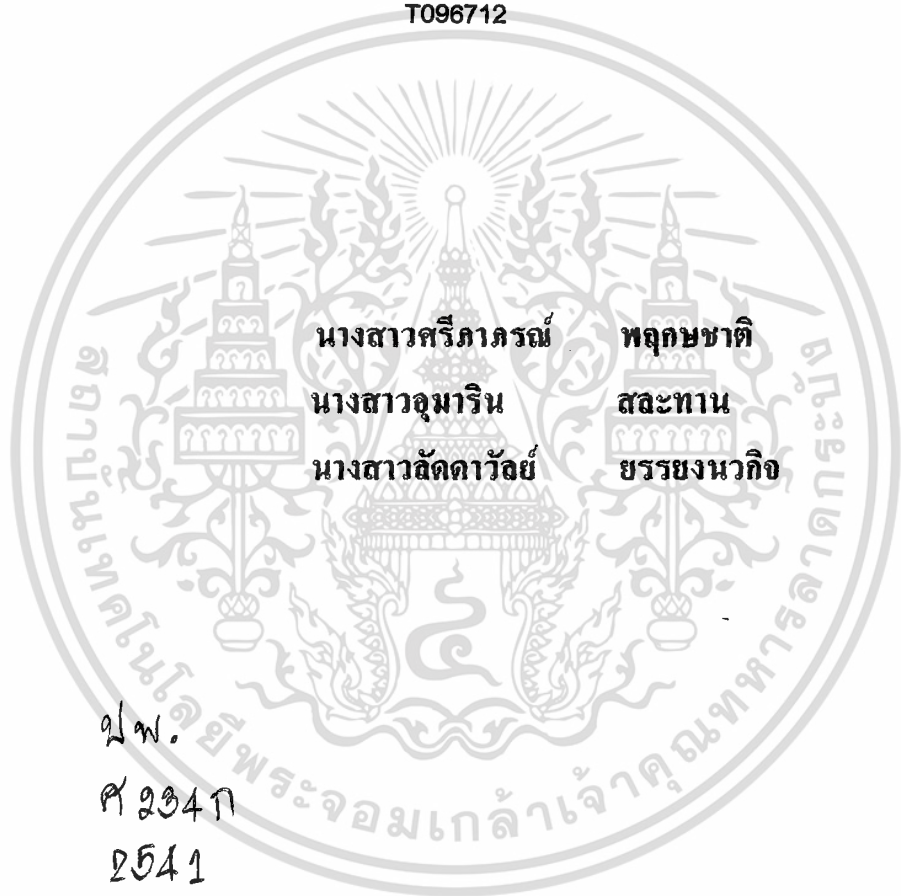 T096712
นางสาวศรีภาภรณ์ พฤกษชาติ
นางสาวอุมาริน สละทาน
นางสาวลัดดาวัลย์ ยรรยงนวกิจ
สถาบันเทคโนโลยีพระจอมเกล้าเจ้าคุณทหารลาดกระบัง
ปพ.
ศ234ก
2541